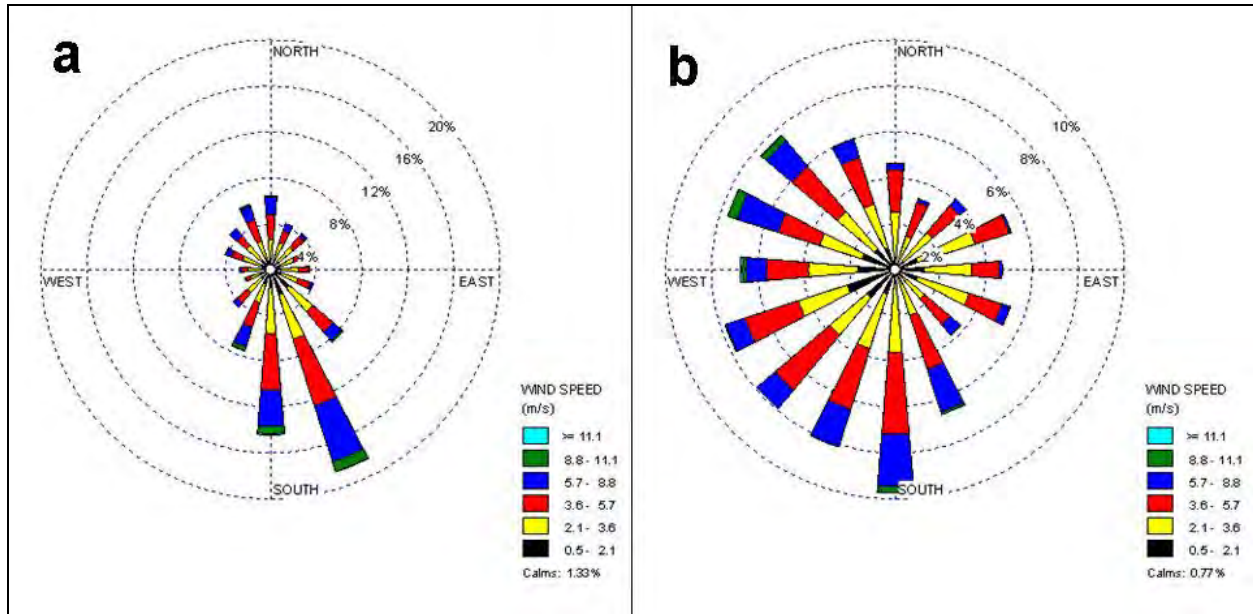 a
NORTH
20%
16%
12%
8%
4%
WEST
EAST
SOUTH
WIND SPEED
(m/s)
>= 11.1
8.8 - 11.1
5.7 - 8.8
3.6 - 5.7
2.1 - 3.6
0.5 - 2.1
Calms: 1.33%
b
NORTH
10%
8%
6%
4%
2%
WEST
EAST
SOUTH
WIND SPEED
(m/s)
>= 11.1
8.8 - 11.1
5.7 - 8.8
3.6 - 5.7
2.1 - 3.6
0.5 - 2.1
Calms: 0.77%